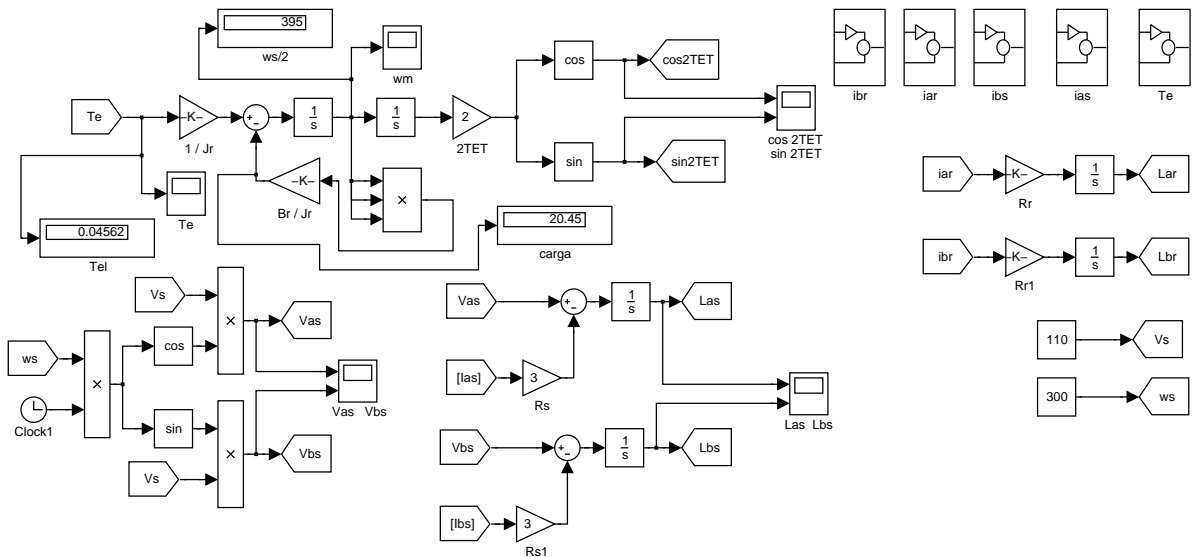 395
ws/2
wm
cos
cos2TET
ibr
iar
ibs
ias
Te
Te
-K-
1 / Jr
+
−
1
s
1
s
2
2TET
cos 2TET
sin 2TET
sin
sin2TET
-K-
Br / Jr
×
Te
0.04562
Tel
20.45
carga
iar
-K-
Rr
1
s
Lar
ibr
-K-
Rr1
1
s
Lbr
Vs
×
Vas
ws
×
cos
Clock1
sin
Vs
×
Vbs
Vas Vbs
Vas
+
−
1
s
Las
[Ias]
3
Rs
Las Lbs
Vbs
+
−
1
s
Lbs
[Ibs]
3
Rs1
110
Vs
300
ws